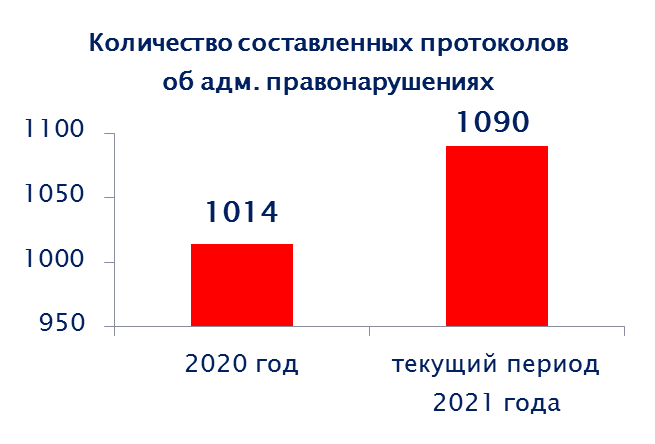 Количество составленных протоколов
об адм. правонарушениях
1100
1050
1000
950
1014
1090
2020 год
текущий период
2021 года